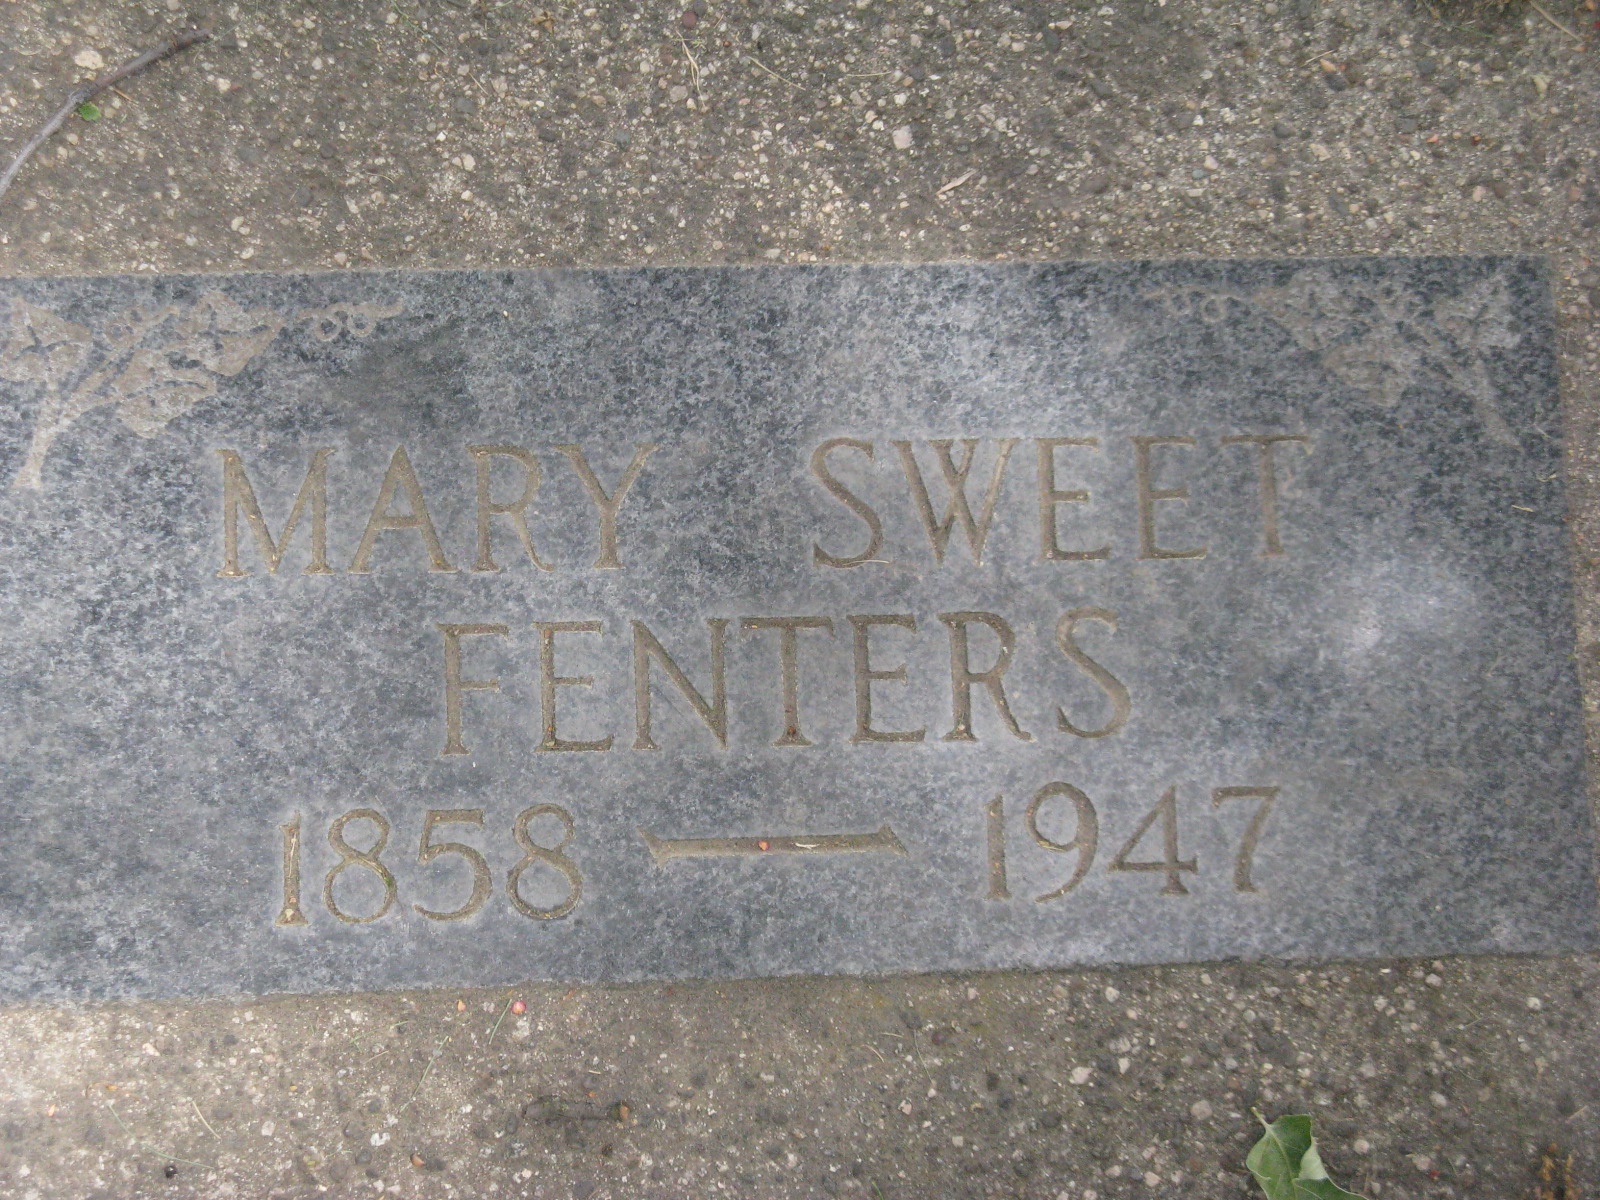 MARY SWEET
FENTERS
1858 — 1947